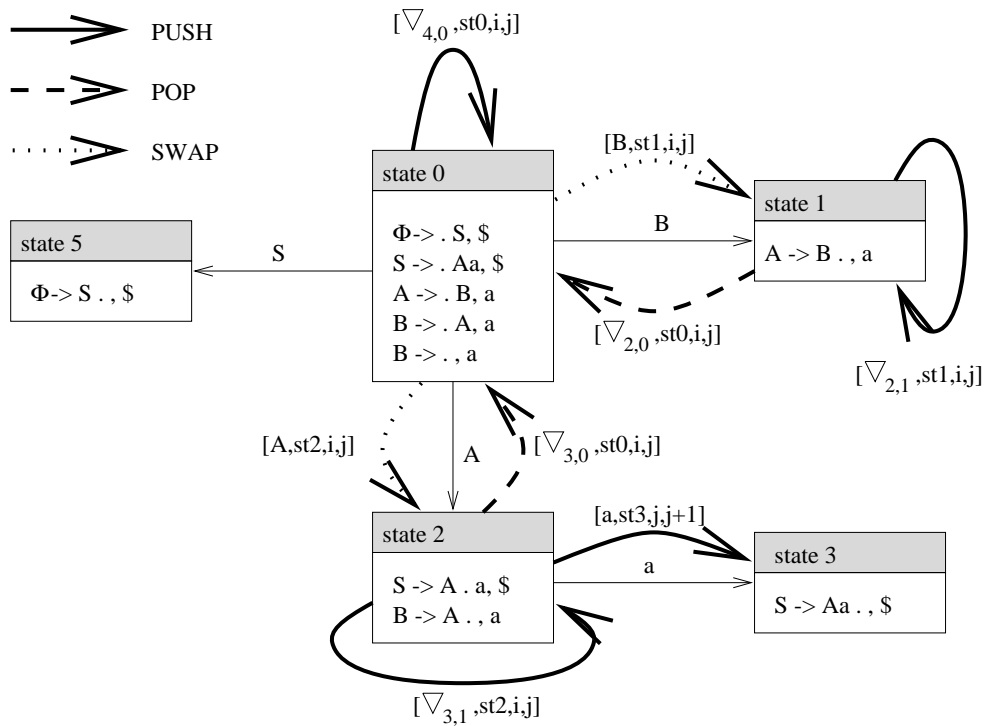 PUSH
POP
SWAP
[▽4,0 ,st0,i,j]
state 0
Φ-> . S, $
S -> . Aa, $
A -> . B, a
B -> . A, a
B -> . , a
[B,st1,i,j]
B
state 1
A -> B . , a
[▽2,0 ,st0,i,j]
[▽2,1 ,st1,i,j]
S
state 5
Φ-> S . , $
[A,st2,i,j]
A
[▽3,0 ,st0,i,j]
state 2
S -> A . a, $
B -> A . , a
[a,st3,j,j+1]
a
state 3
S -> Aa . , $
[▽3,1 ,st2,i,j]